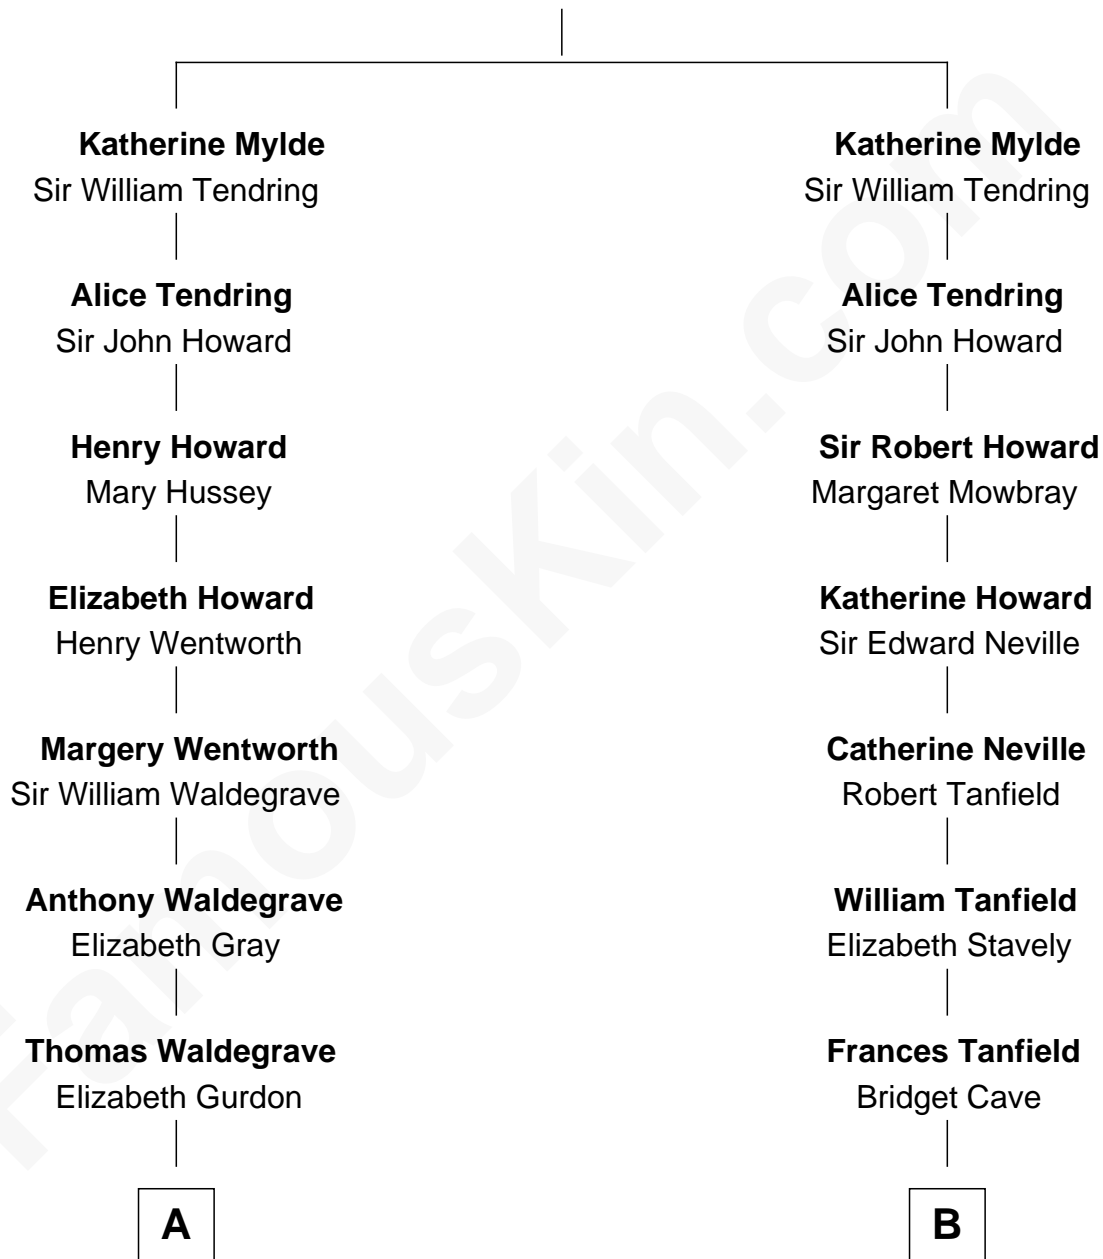 Katherine Mylde
Sir William Tendring
Alice Tendring
Sir John Howard
Henry Howard
Mary Hussey
Elizabeth Howard
Henry Wentworth
Margery Wentworth
Sir William Waldegrave
Anthony Waldegrave
Elizabeth Gray
Thomas Waldegrave
Elizabeth Gurdon
A
Katherine Mylde
Sir William Tendring
Alice Tendring
Sir John Howard
Sir Robert Howard
Margaret Mowbray
Katherine Howard
Sir Edward Neville
Catherine Neville
Robert Tanfield
William Tanfield
Elizabeth Stavely
Frances Tanfield
Bridget Cave
B
FamousKin.com